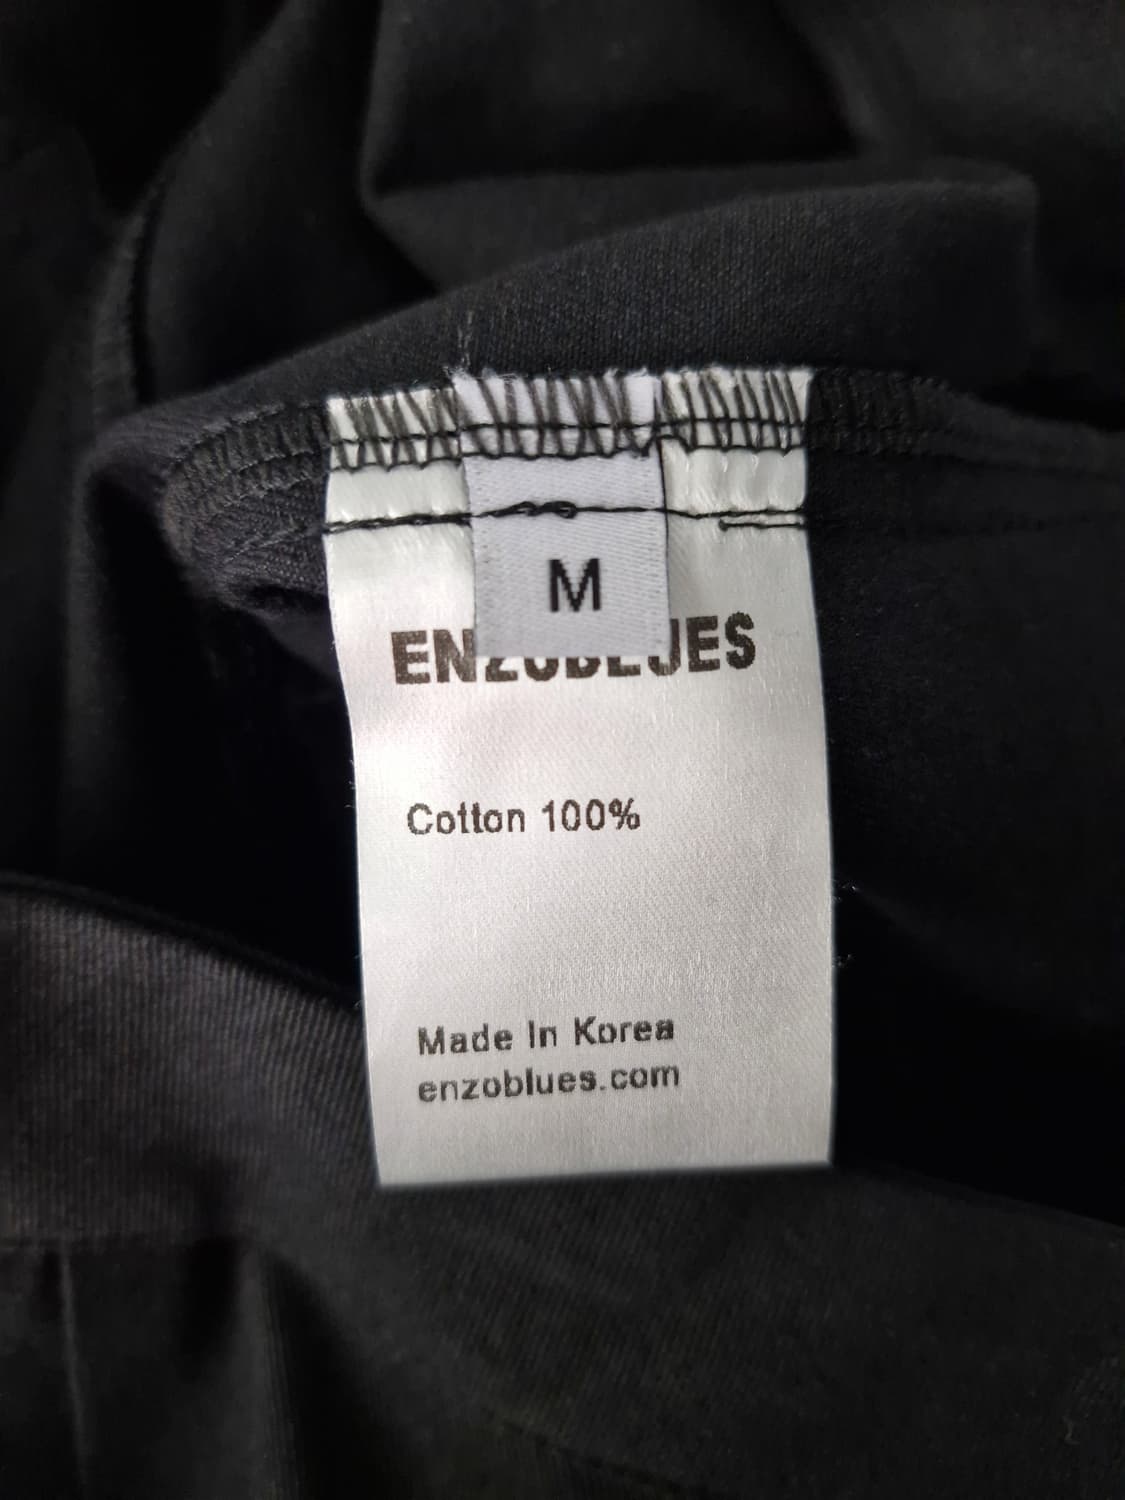 M
ENZOBLUES
Cotton 100%
Made In Korea
enzoblues.com